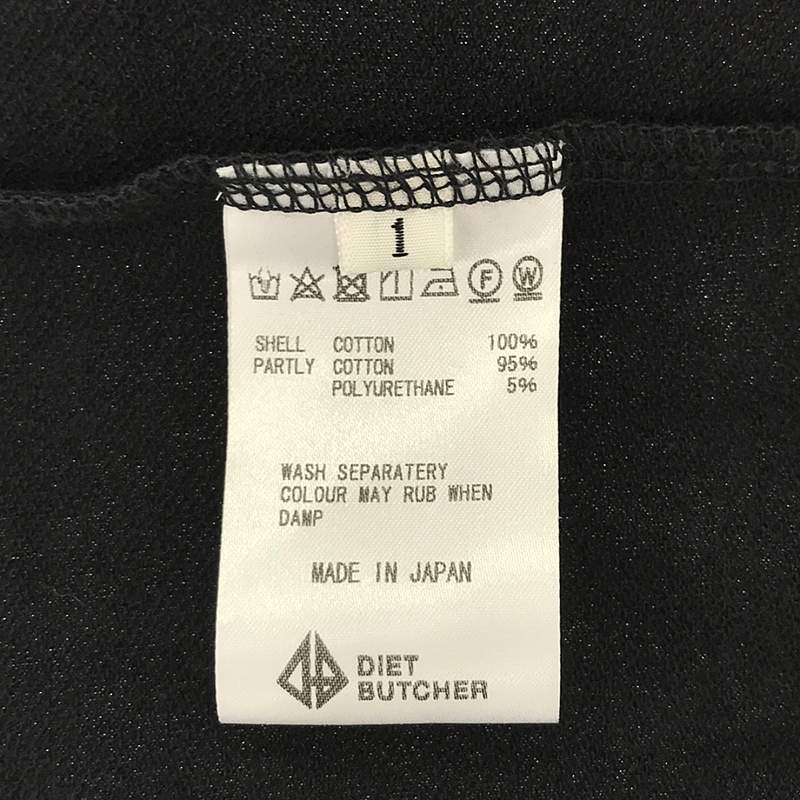 1
F W
SHELL COTTON 100%
PARTLY COTTON 95%
POLYURETHANE 5%
WASH SEPARATERY
COLOUR MAY RUB WHEN
DAMP
MADE IN JAPAN
DIET
BUTCHER